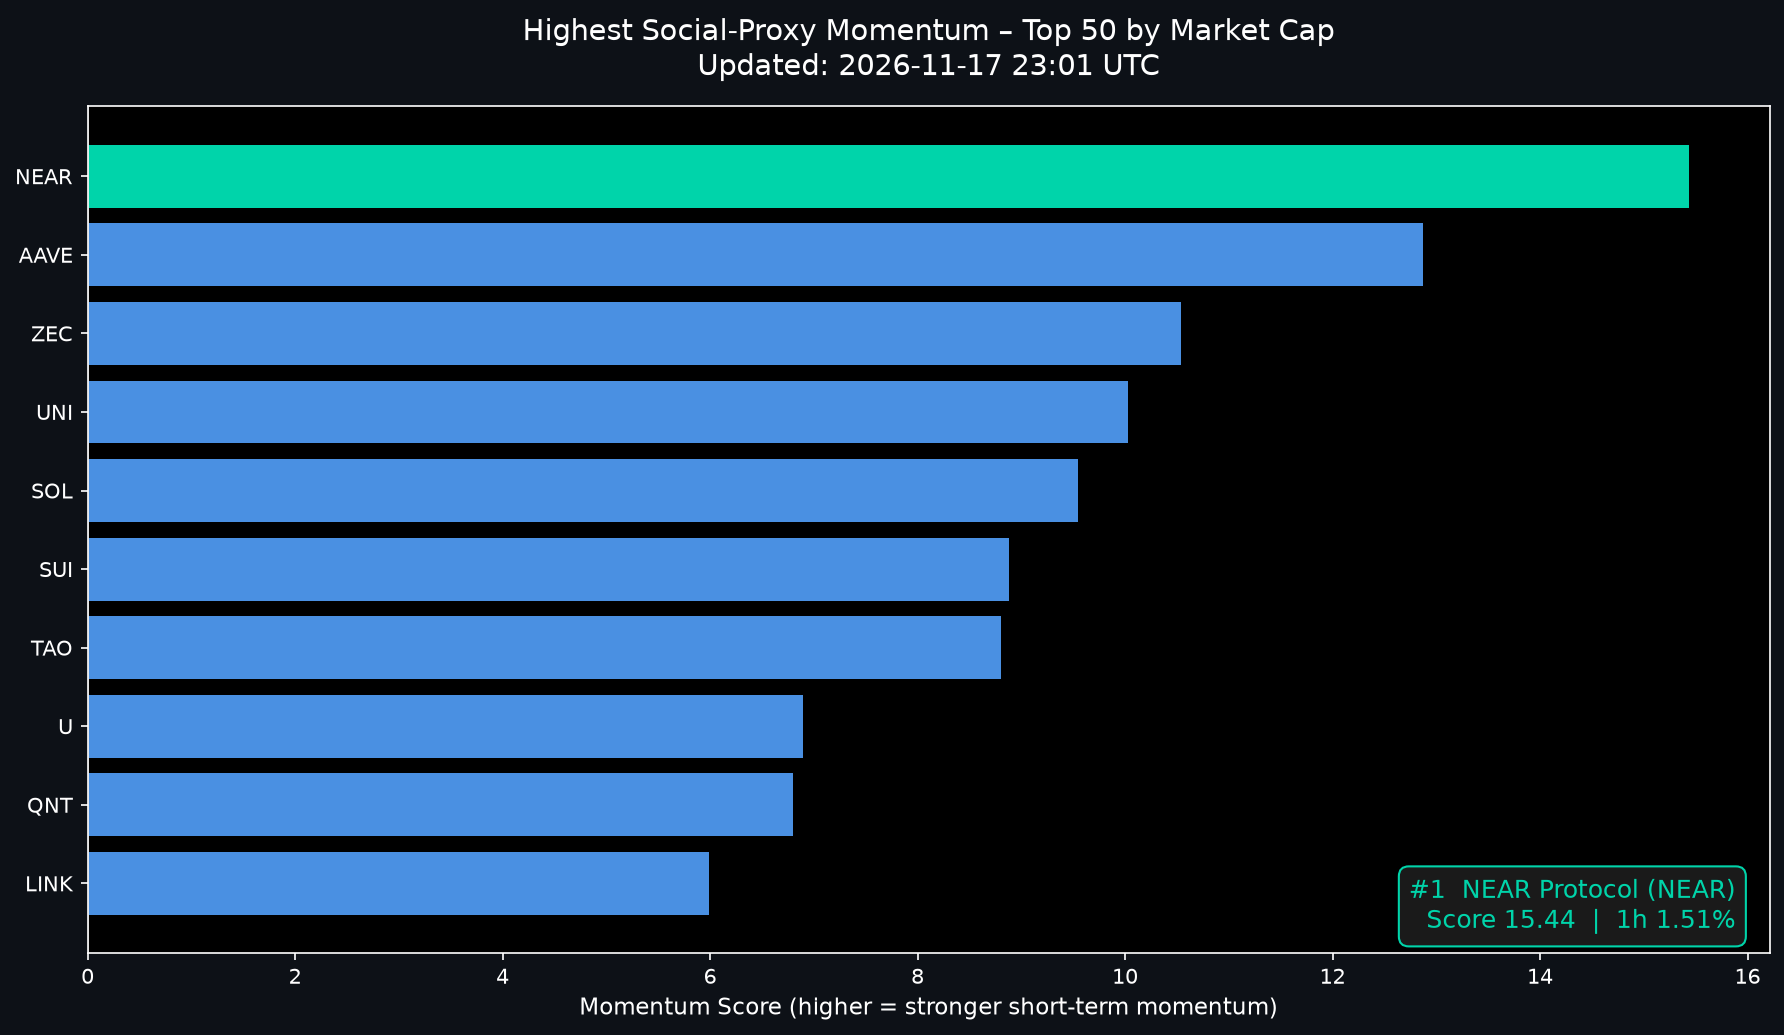 Highest Social-Proxy Momentum – Top 50 by Market Cap
Updated: 2026-11-17 23:01 UTC
NEAR
AAVE
ZEC
UNI
SOL
SUI
TAO
U
QNT
LINK
#1 NEAR Protocol (NEAR)
Score 15.44 | 1h 1.51%
0 2 4 6 8 10 12 14 16
Momentum Score (higher = stronger short-term momentum)